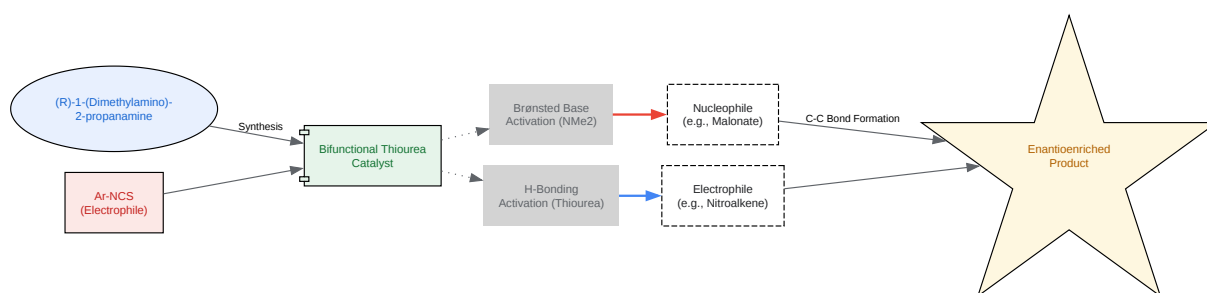 (R)-1-(Dimethylamino)-
2-propanamine
Ar-NCS
(Electrophile)
Synthesis
Bifunctional Thiourea
Catalyst
Brønsted Base
Activation (NMe2)
H-Bonding
Activation (Thiourea)
Nucleophile
(e.g., Malonate)
Electrophile
(e.g., Nitroalkene)
C-C Bond Formation
Enantioenriched
Product